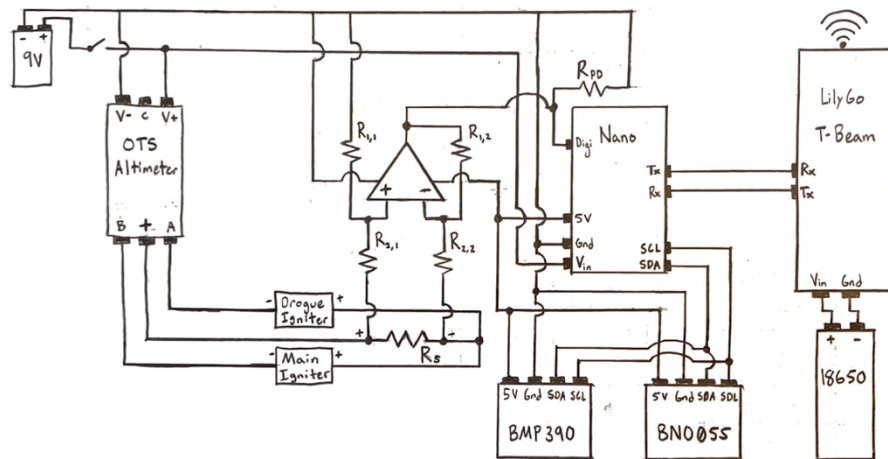 - +
9V
V- C V+
OTS
Altimeter
B + A
R1,1
R1,2
+ -
R2,1
R2,2
RPD
Digi
Nano
Tx
Rx
5V
Gnd
Vin
SCL
SDA
LilyGo
T-Beam
Rx
Tx
Vin Gnd
+ -
18650
- Drogue +
Igniter
+ RS +
- Main +
Igniter
5V Gnd SDA SCL
BMP390
5V Gnd SDA SDL
BNO055